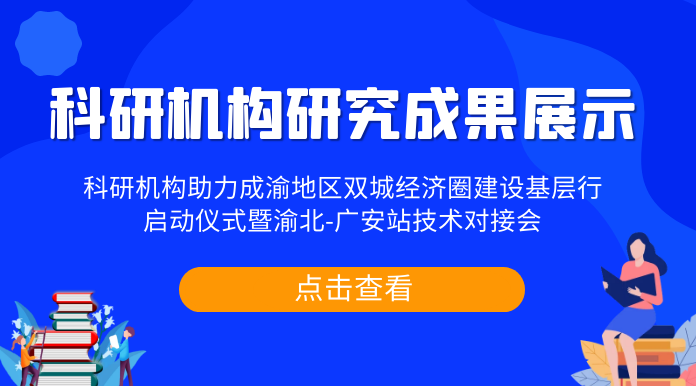 科研机构研究成果展示
科研机构助力成渝地区双城经济圈建设基层行
启动仪式暨渝北-广安站技术对接会
点击查看